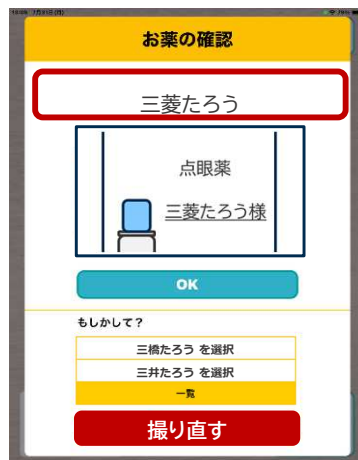 お薬の確認
三菱たろう
点眼薬
三菱たろう様
OK
もしかして？
三橋たろう を選択
三井たろう を選択
一覧
撮り直す